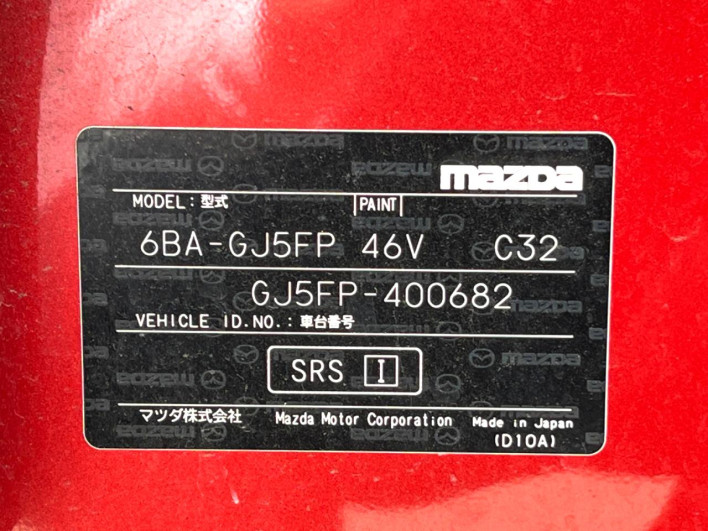 mazda
MODEL : 型式 PAINT
6BA-GJ5FP 46V C32
GJ5FP-400682
VEHICLE ID.NO. : 車台番号
SRS I
マツダ株式会社 Mazda Motor Corporation Made in Japan
(D10A)